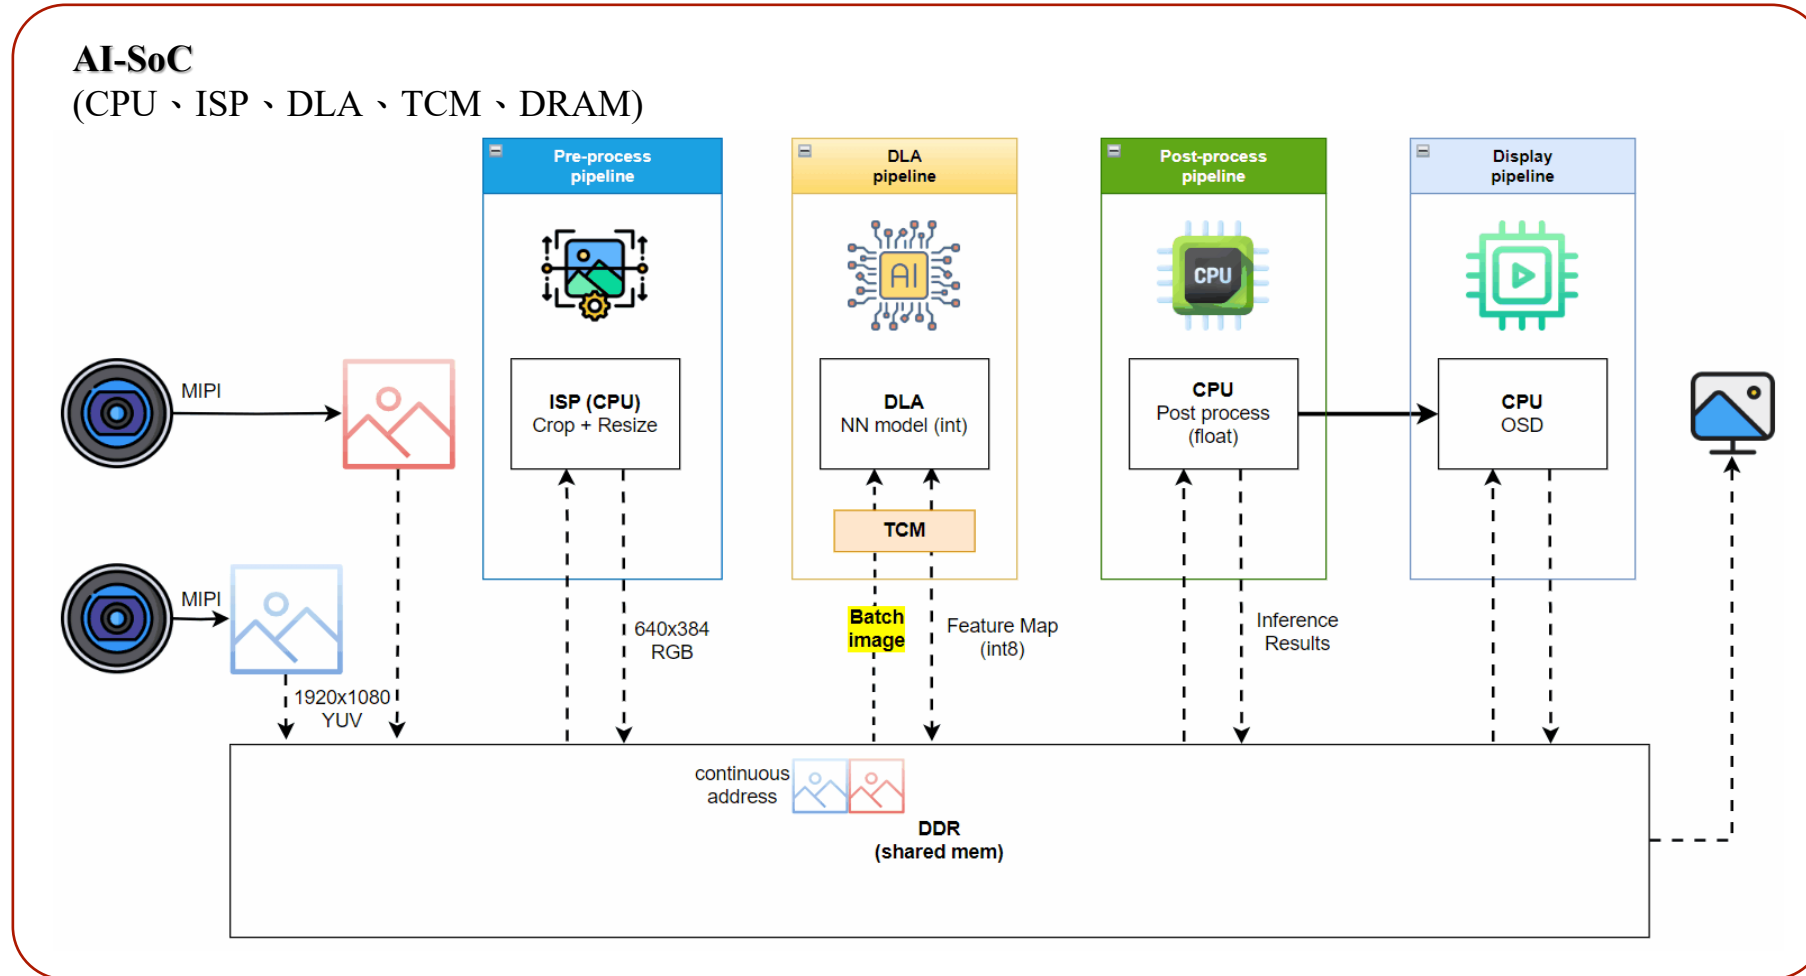 AI-SoC
(CPU、ISP、DLA、TCM、DRAM)
Pre-process
pipeline
DLA
pipeline
Post-process
pipeline
Display
pipeline
AI
CPU
MIPI
ISP (CPU)
Crop + Resize
DLA
NN model (int)
CPU
Post process
(float)
CPU
OSD
TCM
MIPI
640x384
RGB
Batch
image
Feature Map
(int8)
Inference
Results
1920x1080
YUV
continuous
address
DDR
(shared mem)